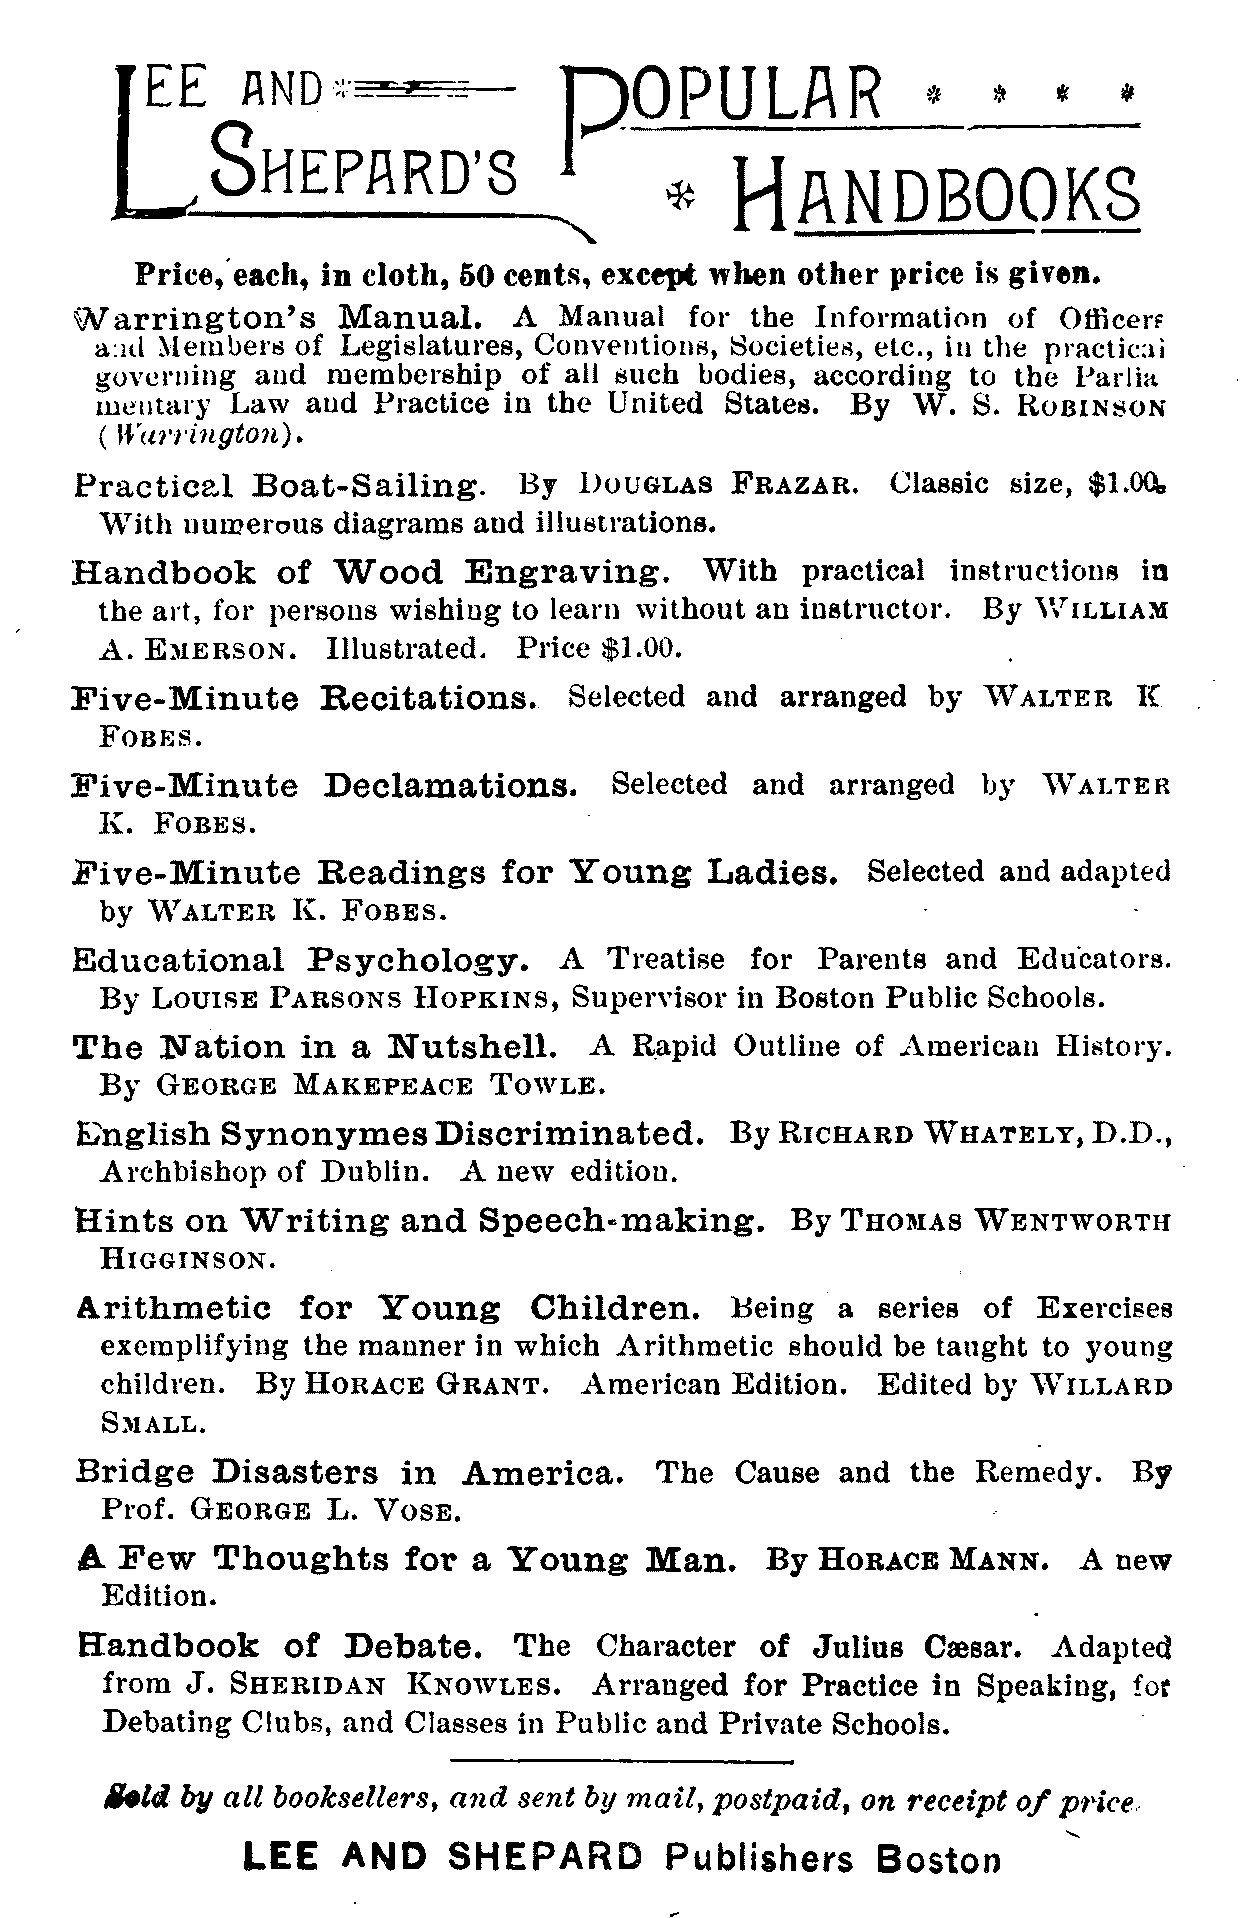 LEE AND
SHEPARD'S
POPULAR * * * *
* HANDBOOKS
Price, each, in cloth, 50 cents, except when other price is given.
Warrington's Manual. A Manual for the Information of Officers
and Members of Legislatures, Conventions, Societies, etc., in the practical
governing and membership of all such bodies, according to the Parlia
mentary Law and Practice in the United States. By W. S. ROBINSON
(Warrington).
Practical Boat-Sailing. By DOUGLAS FRAZAR. Classic size, $1.00.
With numerous diagrams and illustrations.
Handbook of Wood Engraving. With practical instructions in
the art, for persons wishing to learn without an instructor. By WILLIAM
A. EMERSON. Illustrated. Price $1.00.
Five-Minute Recitations. Selected and arranged by WALTER K
FOBES.
Five-Minute Declamations. Selected and arranged by WALTER
K. FOBES.
Five-Minute Readings for Young Ladies. Selected and adapted
by WALTER K. FOBES.
Educational Psychology. A Treatise for Parents and Educators.
By LOUISE PARSONS HOPKINS, Supervisor in Boston Public Schools.
The Nation in a Nutshell. A Rapid Outline of American History.
By GEORGE MAKEPEACE TOWLE.
English Synonymes Discriminated. By RICHARD WHATELY, D.D.,
Archbishop of Dublin. A new edition.
Hints on Writing and Speech-making. By THOMAS WENTWORTH
HIGGINSON.
Arithmetic for Young Children. Being a series of Exercises
exemplifying the manner in which Arithmetic should be taught to young
children. By HORACE GRANT. American Edition. Edited by WILLARD
SMALL.
Bridge Disasters in America. The Cause and the Remedy. By
Prof. GEORGE L. VOSE.
A Few Thoughts for a Young Man. By HORACE MANN. A new
Edition.
Handbook of Debate. The Character of Julius Cæsar. Adapted
from J. SHERIDAN KNOWLES. Arranged for Practice in Speaking, for
Debating Clubs, and Classes in Public and Private Schools.
Sold by all booksellers, and sent by mail, postpaid, on receipt of price.
LEE AND SHEPARD Publishers Boston